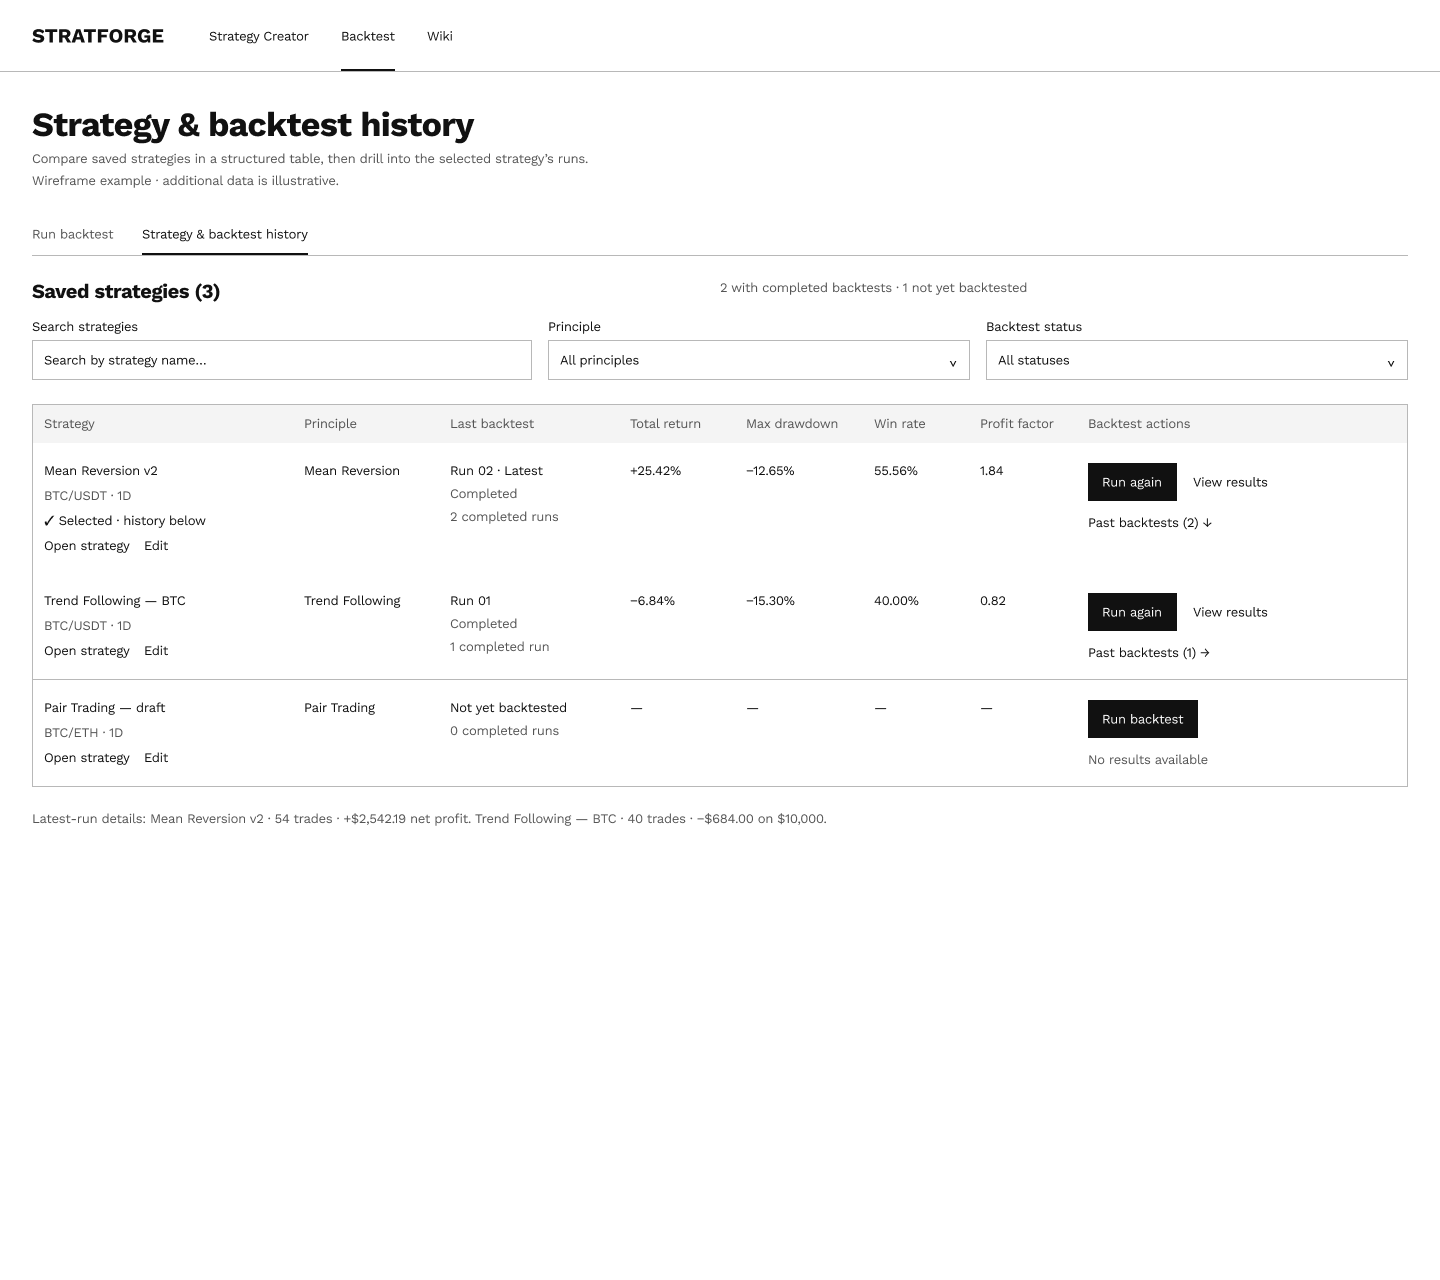 STRATFORGE Strategy Creator Backtest Wiki
Strategy & backtest history
Compare saved strategies in a structured table, then drill into the selected strategy’s runs.
Wireframe example · additional data is illustrative.
Run backtest Strategy & backtest history
Saved strategies (3) 2 with completed backtests · 1 not yet backtested
Search strategies Principle Backtest status
Search by strategy name... All principles v All statuses v
Strategy Principle Last backtest Total return Max drawdown Win rate Profit factor Backtest actions
Mean Reversion v2 Mean Reversion Run 02 · Latest +25.42% −12.65% 55.56% 1.84 Run again View results
BTC/USDT · 1D Completed
✓ Selected · history below 2 completed runs Past backtests (2) ↓
Open strategy Edit
Trend Following — BTC Trend Following Run 01 −6.84% −15.30% 40.00% 0.82 Run again View results
BTC/USDT · 1D Completed
Open strategy Edit 1 completed run Past backtests (1) →
Pair Trading — draft Pair Trading Not yet backtested — — — — Run backtest
BTC/ETH · 1D 0 completed runs
Open strategy Edit No results available
Latest-run details: Mean Reversion v2 · 54 trades · +$2,542.19 net profit. Trend Following — BTC · 40 trades · −$684.00 on $10,000.